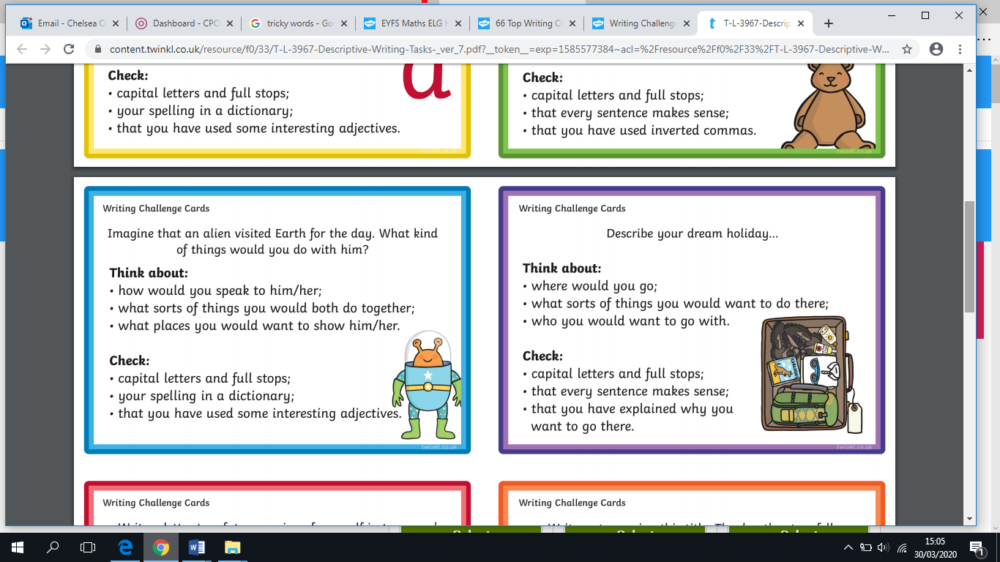 Email - Chelsea O
Dashboard - CPO
tricky words - Go
EYFS Maths ELG H
66 Top Writing C
Writing Challenge
T-L-3967-Descrip
content.twinkl.co.uk/resource/f0/33/T-L-3967-Descriptive-Writing-Tasks-_ver_7.pdf?__token__=exp=1585577384~acl=%2Fresource%2Ff0%2F33%2FT-L-3967-Descriptive-W...
Check:
• capital letters and full stops;
• your spelling in a dictionary;
• that you have used some interesting adjectives.
twinkl.co.uk
a
Check:
• capital letters and full stops;
• that every sentence makes sense;
• that you have used inverted commas.
twinkl.co.uk
Writing Challenge Cards
Imagine that an alien visited Earth for the day. What kind
of things would you do with him?
Think about:
• how would you speak to him/her;
• what sorts of things you would both do together;
• what places you would want to show him/her.
Check:
• capital letters and full stops;
• your spelling in a dictionary;
• that you have used some interesting adjectives.
twinkl.co.uk
Writing Challenge Cards
Describe your dream holiday...
Think about:
• where would you go;
• what sorts of things you would want to do there;
• who you would want to go with.
Check:
• capital letters and full stops;
• that every sentence makes sense;
• that you have explained why you
want to go there.
twinkl.co.uk
Writing Challenge Cards
Writing Challenge Cards
15:05
30/03/2020
1